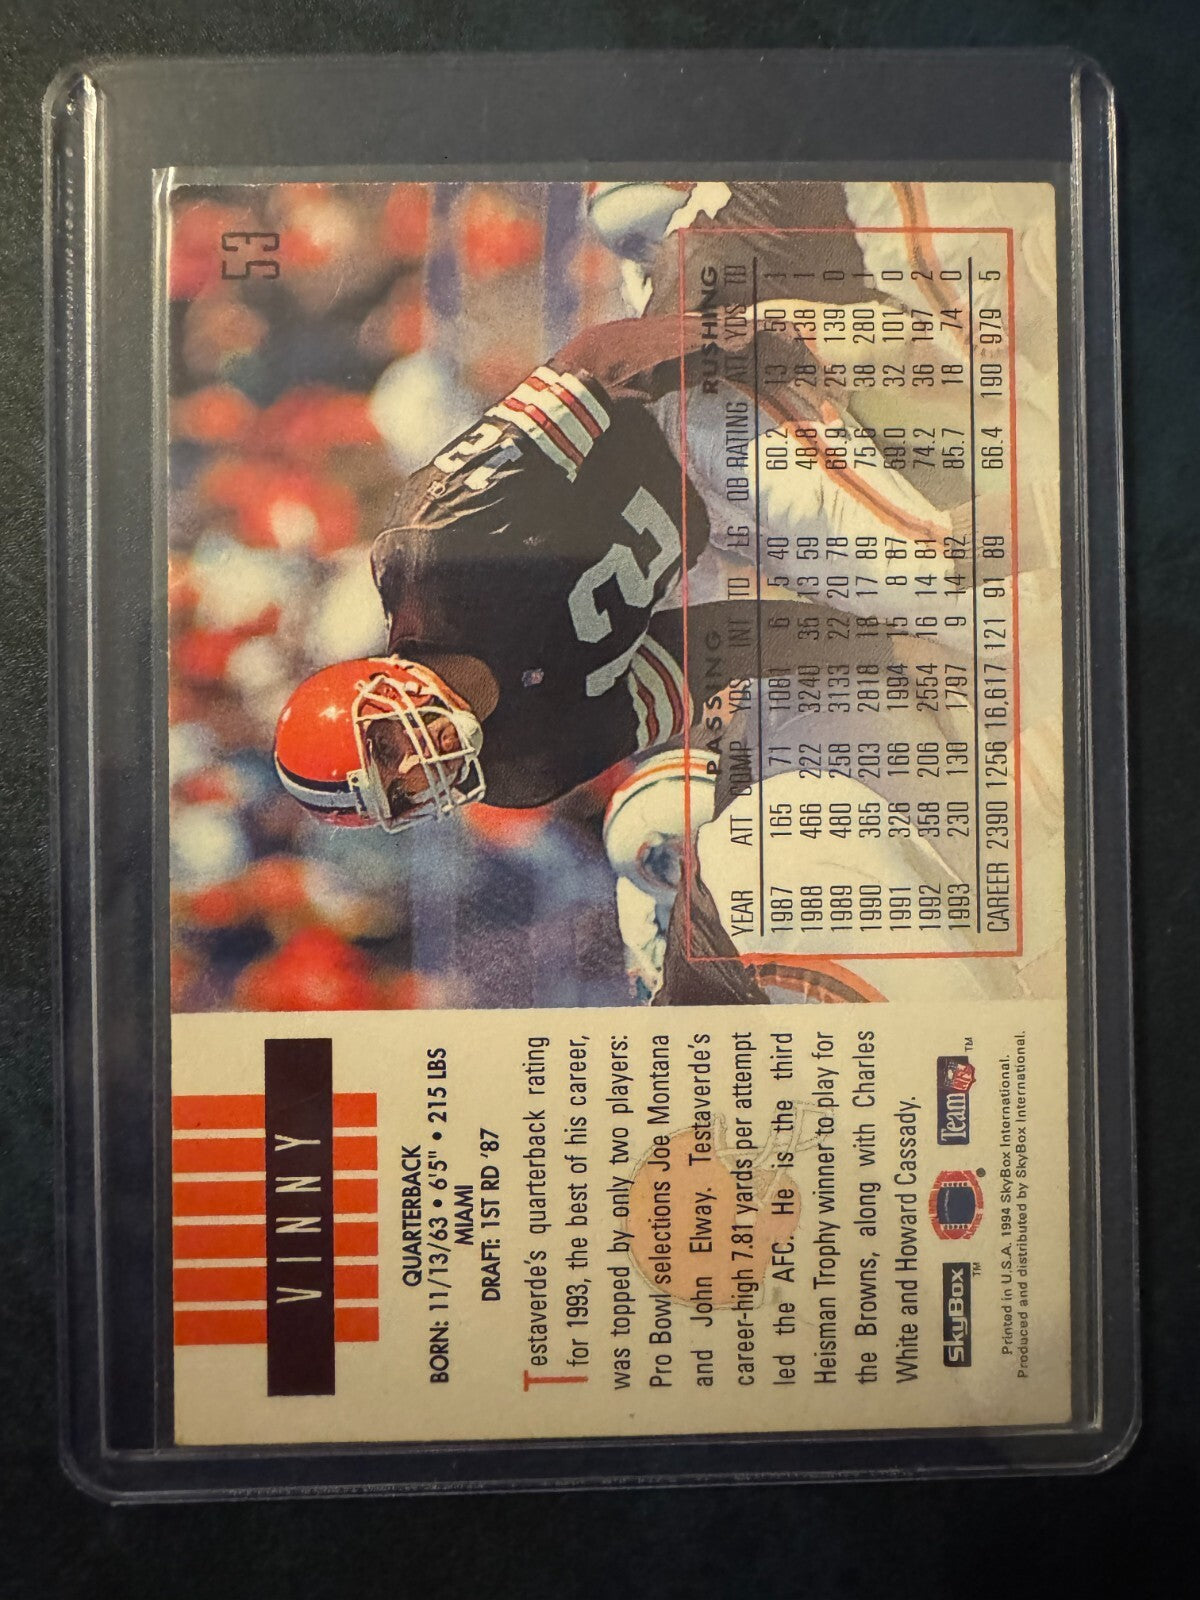 VINNY
QUARTERBACK
BORN: 11/13/63 • 6'5" • 215 LBS
MIAMI
DRAFT: 1ST RD '87
Testaverde's quarterback rating
for 1993, the best of his career,
was topped by only two players:
Pro Bowl selections Joe Montana
and John Elway. Testaverde's
career-high 7.81 yards per attempt
led the AFC. He is the third
Heisman Trophy winner to play for
the Browns, along with Charles
White and Howard Cassady.
SkyBox TM
Team NFL TM
Printed in U.S.A. 1994 SkyBox International.
Produced and distributed by SkyBox International.
53
12
2
PASSING RUSHING
YEAR ATT COMP YDS INT TD LG QB RATING ATT YDS TD
1987 165 71 1081 6 5 40 60.2 13 50 1
1988 466 222 3240 35 13 59 48.8 28 138 1
1989 480 258 3133 22 20 78 68.9 25 139 0
1990 365 203 2818 18 17 89 75.6 38 280 1
1991 326 166 1994 15 8 87 59.0 32 101 0
1992 358 206 2554 16 14 81 74.2 36 197 2
1993 230 130 1797 9 14 62 85.7 18 74 0
CAREER 2390 1256 16,617 121 91 89 66.4 190 979 5